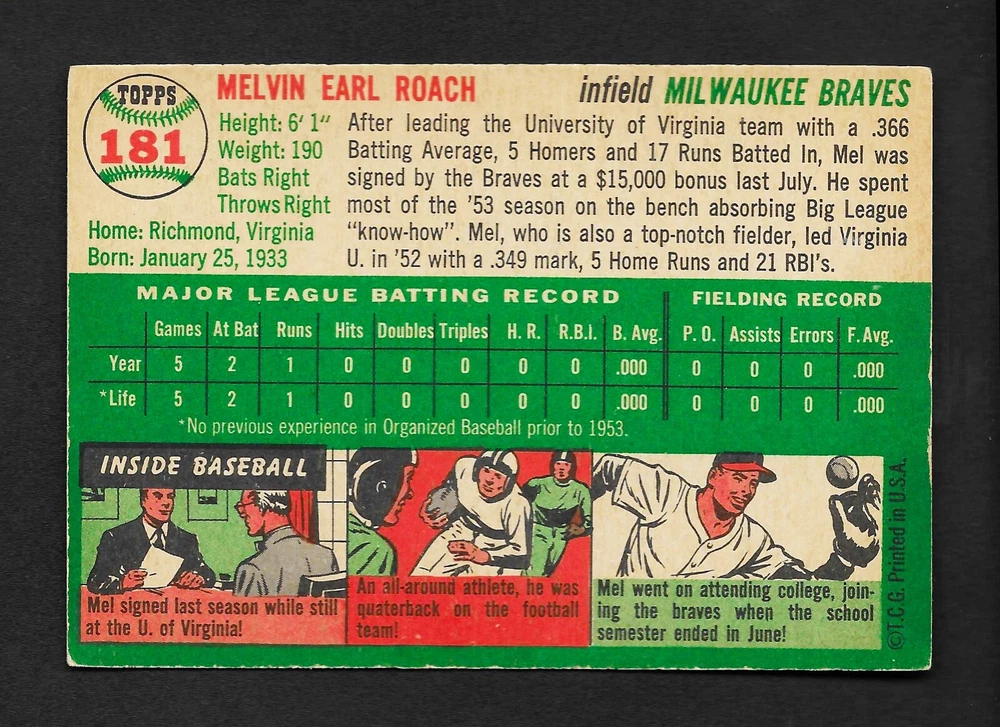 TOPPS
181
MELVIN EARL ROACH
infield MILWAUKEE BRAVES
Height: 6' 1"
Weight: 190
Bats Right
Throws Right
Home: Richmond, Virginia
Born: January 25, 1933
After leading the University of Virginia team with a .366
Batting Average, 5 Homers and 17 Runs Batted In, Mel was
signed by the Braves at a $15,000 bonus last July. He spent
most of the '53 season on the bench absorbing Big League
"know-how". Mel, who is also a top-notch fielder, led Virginia
U. in '52 with a .349 mark, 5 Home Runs and 21 RBI's.
MAJOR LEAGUE BATTING RECORD FIELDING RECORD
Games At Bat Runs Hits Doubles Triples H. R. R.B.I. B. Avg. P. O. Assists Errors F. Avg.
Year 5 2 1 0 0 0 0 0 .000 0 0 0 .000
*Life 5 2 1 0 0 0 0 0 .000 0 0 0 .000
*No previous experience in Organized Baseball prior to 1953.
INSIDE BASEBALL
Mel signed last season while still
at the U. of Virginia!
An all-around athlete, he was
quaterback on the football
team!
Mel went on attending college, join-
ing the braves when the school
semester ended in June!
©T.C.G. Printed in U.S.A.